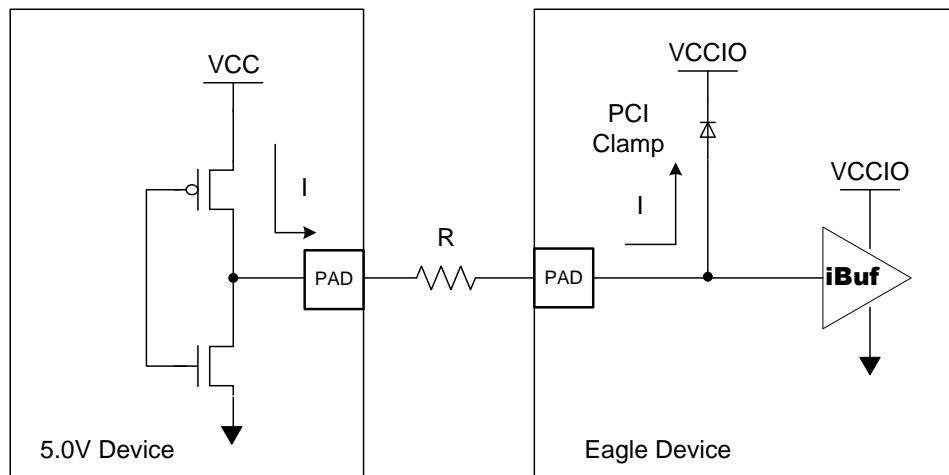 VCC
I
PAD
5.0V Device
R
VCCIO
PCI
Clamp
I
VCCIO
PAD
iBuf
Eagle Device